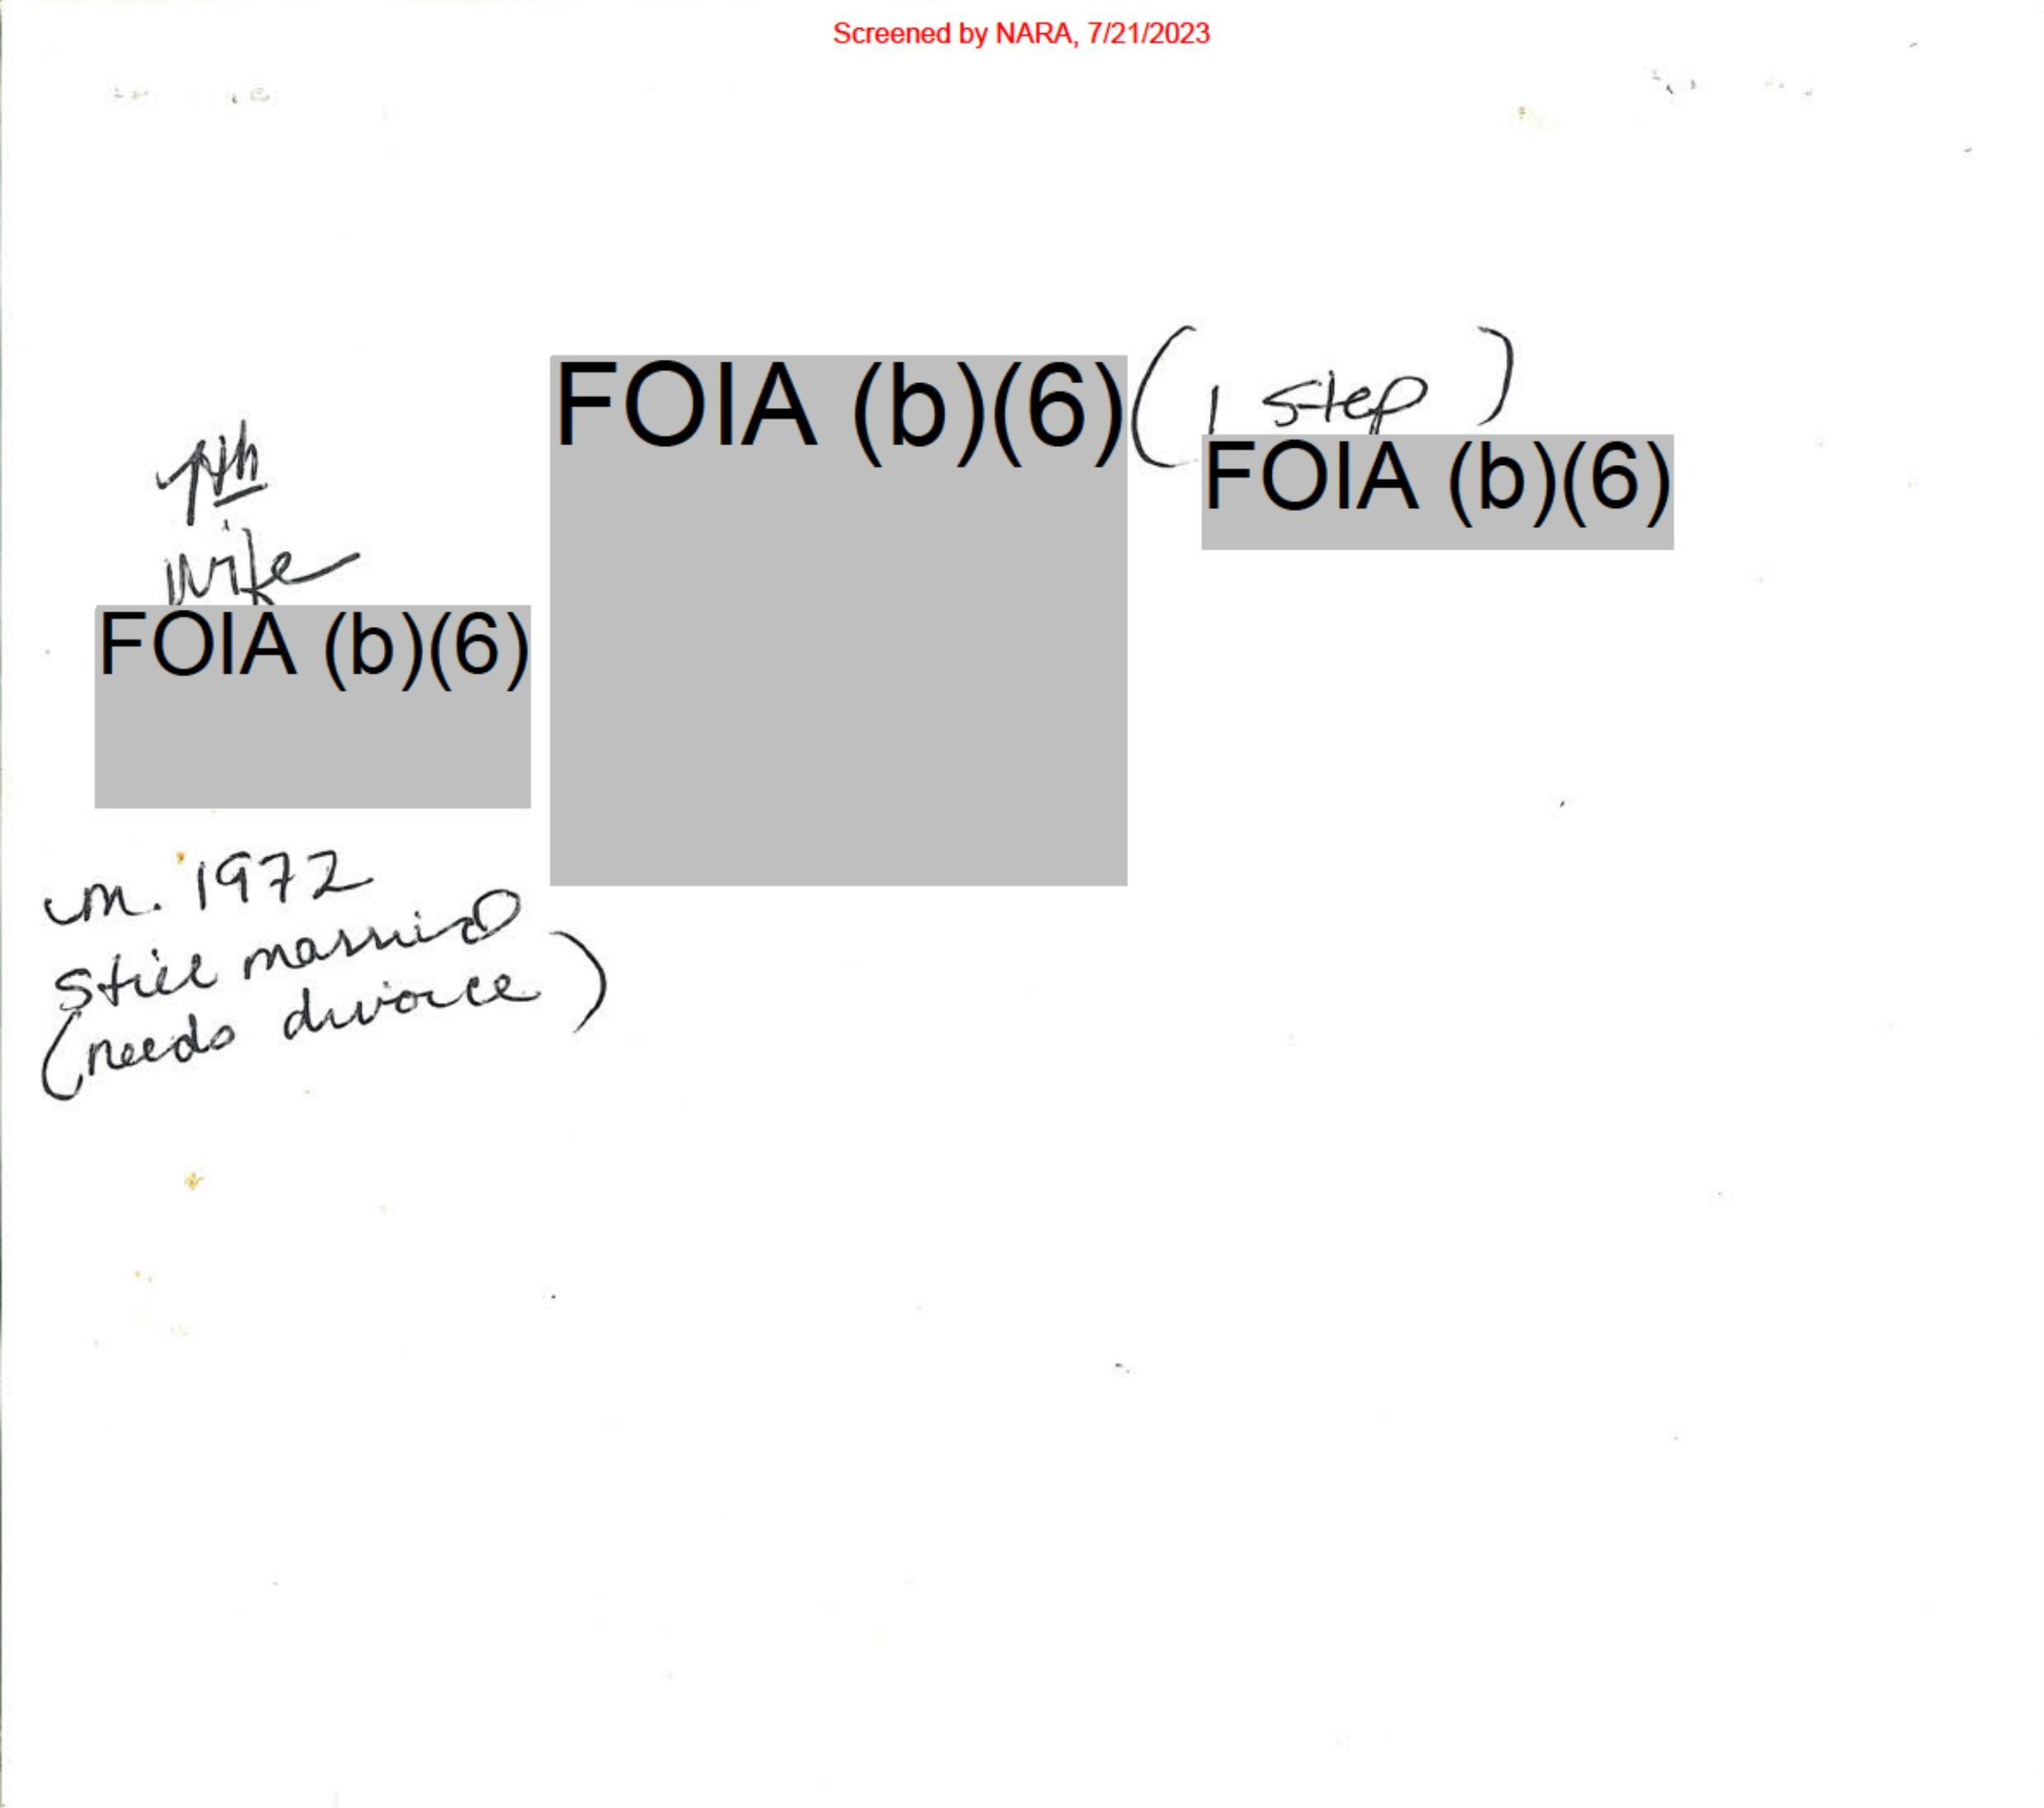 Screened by NARA, 7/21/2023
FOIA (b)(6) (1 step)
FOIA (b)(6)
7th
wife
FOIA (b)(6)
m. 1972
still married
(needs divorce)